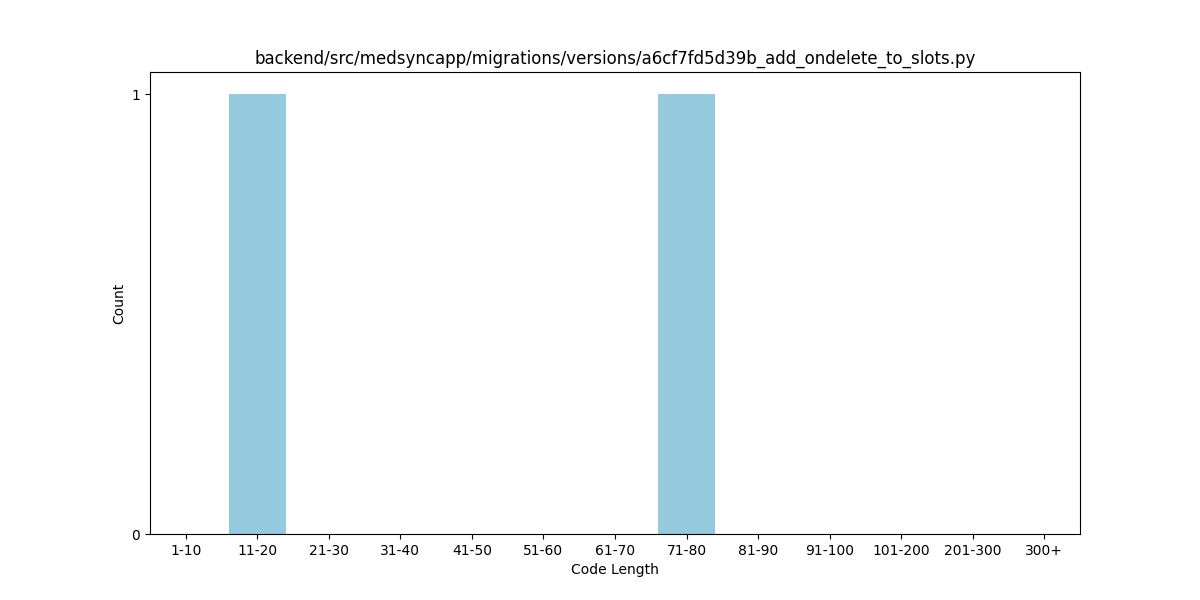 backend/src/medsyncapp/migrations/versions/a6cf7fd5d39b_add_ondelete_to_slots.py
1
Count
0
1-10 11-20 21-30 31-40 41-50 51-60 61-70 71-80 81-90 91-100 101-200 201-300 300+
Code Length